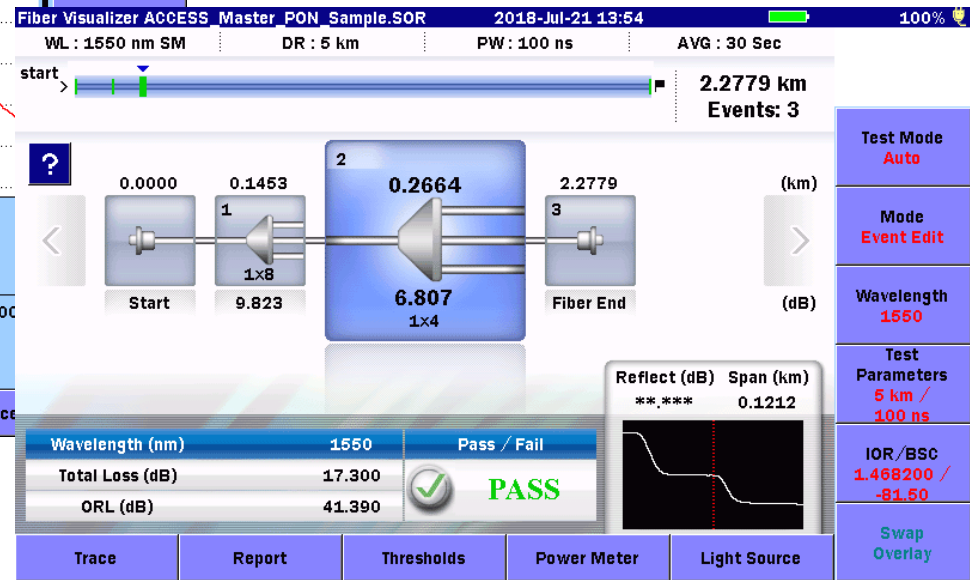 Fiber Visualizer ACCESS_Master_PON_Sample.SOR 2018-Jul-21 13:54 100%
WL : 1550 nm SM DR : 5 km PW : 100 ns AVG : 30 Sec
start
>
2.2779 km
Events: 3
?
0.0000 0.1453 2 0.2664 2.2779 (km)
1 3
1×8
Start 9.823 6.807 Fiber End (dB)
1×4
Reflect (dB) Span (km)
**.*** 0.1212
Wavelength (nm) 1550 Pass / Fail
Total Loss (dB) 17.300
PASS
ORL (dB) 41.390
Trace Report Thresholds Power Meter Light Source
Test Mode
Auto
Mode
Event Edit
Wavelength
1550
Test
Parameters
5 km /
100 ns
IOR/BSC
1.468200 /
-81.50
Swap
Overlay